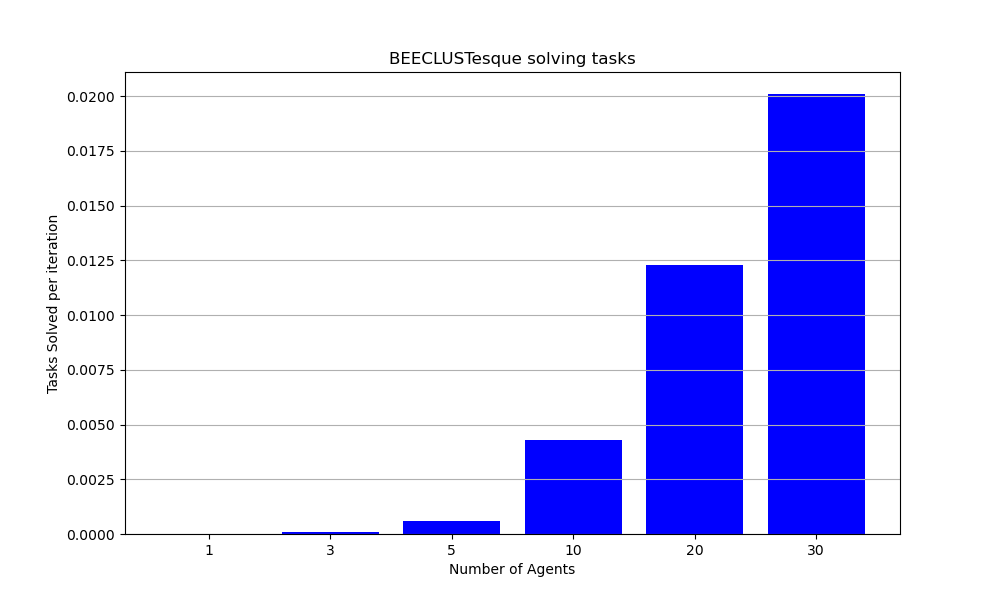 BEECLUSTesque solving tasks
0.0200
0.0175
0.0150
0.0125
0.0100
0.0075
0.0050
0.0025
0.0000
Tasks Solved per iteration
1 3 5 10 20 30
Number of Agents